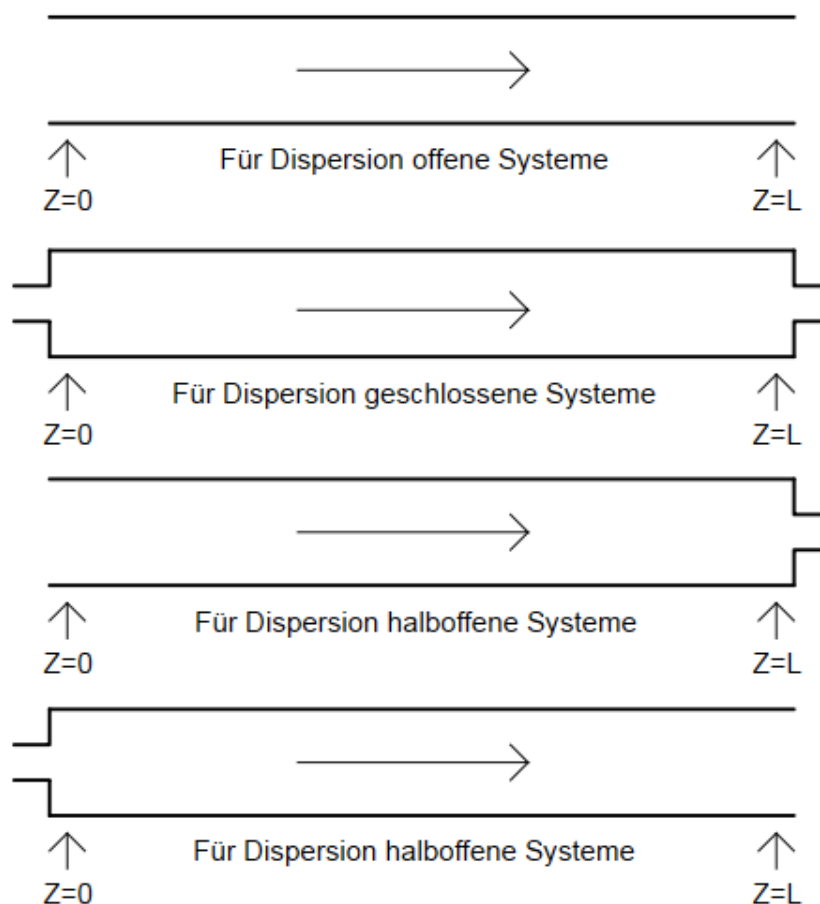 Für Dispersion offene Systeme
Z=0
Z=L
Für Dispersion geschlossene Systeme
Z=0
Z=L
Für Dispersion halboffene Systeme
Z=0
Z=L
Für Dispersion halboffene Systeme
Z=0
Z=L